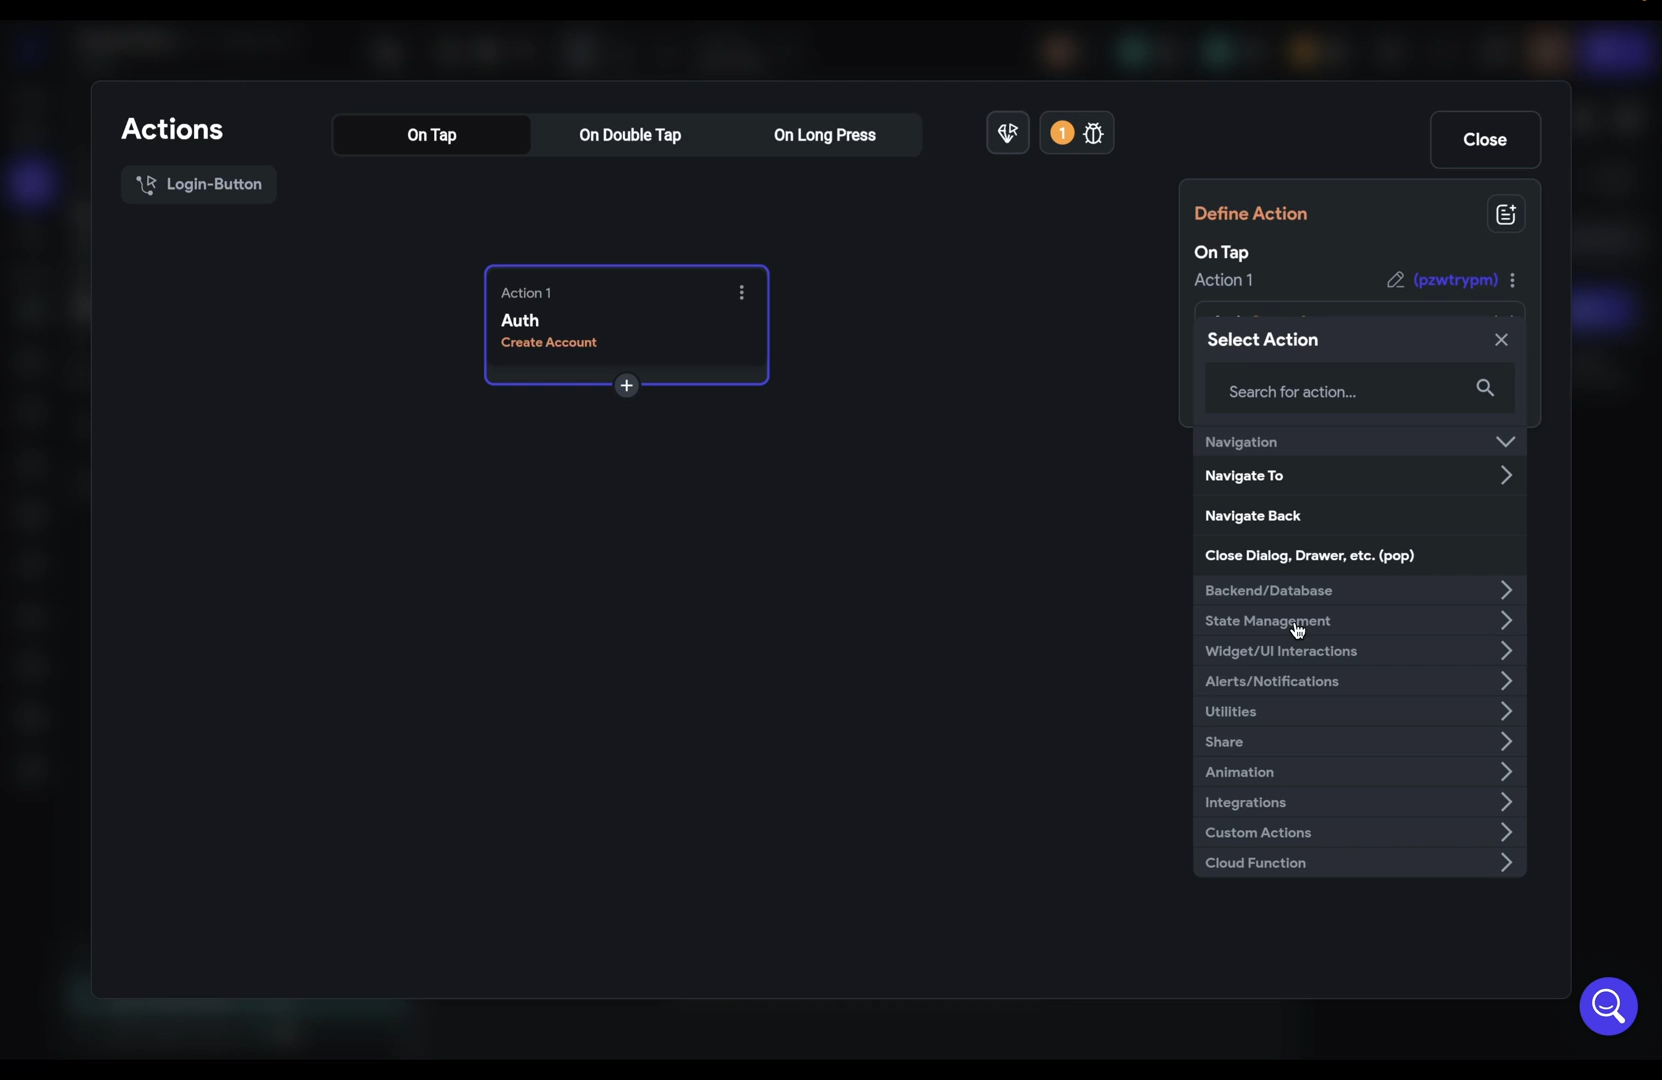 Actions
On Tap
On Double Tap
On Long Press
1
Close
Login-Button
Define Action
On Tap
Action 1
(pzwtrypm)
Action 1
Auth
Create Account
Select Action
Search for action...
Navigation
Navigate To
Navigate Back
Close Dialog, Drawer, etc. (pop)
Backend/Database
State Management
Widget/UI Interactions
Alerts/Notifications
Utilities
Share
Animation
Integrations
Custom Actions
Cloud Function